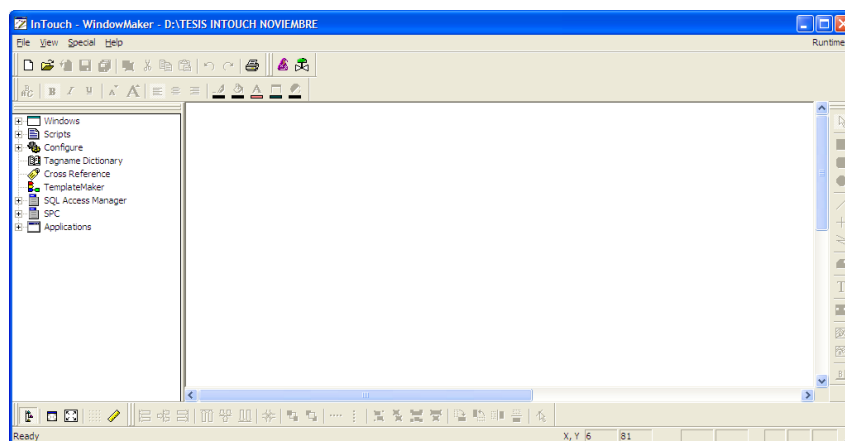 InTouch - WindowMaker - D:\TESIS INTOUCH NOVIEMBRE
File View Special Help Runtime
ABC B I U A A A
Windows
Scripts
Configure
Tagname Dictionary
Cross Reference
TemplateMaker
SQL Access Manager
SPC
Applications
T
Ready X, Y 6 81